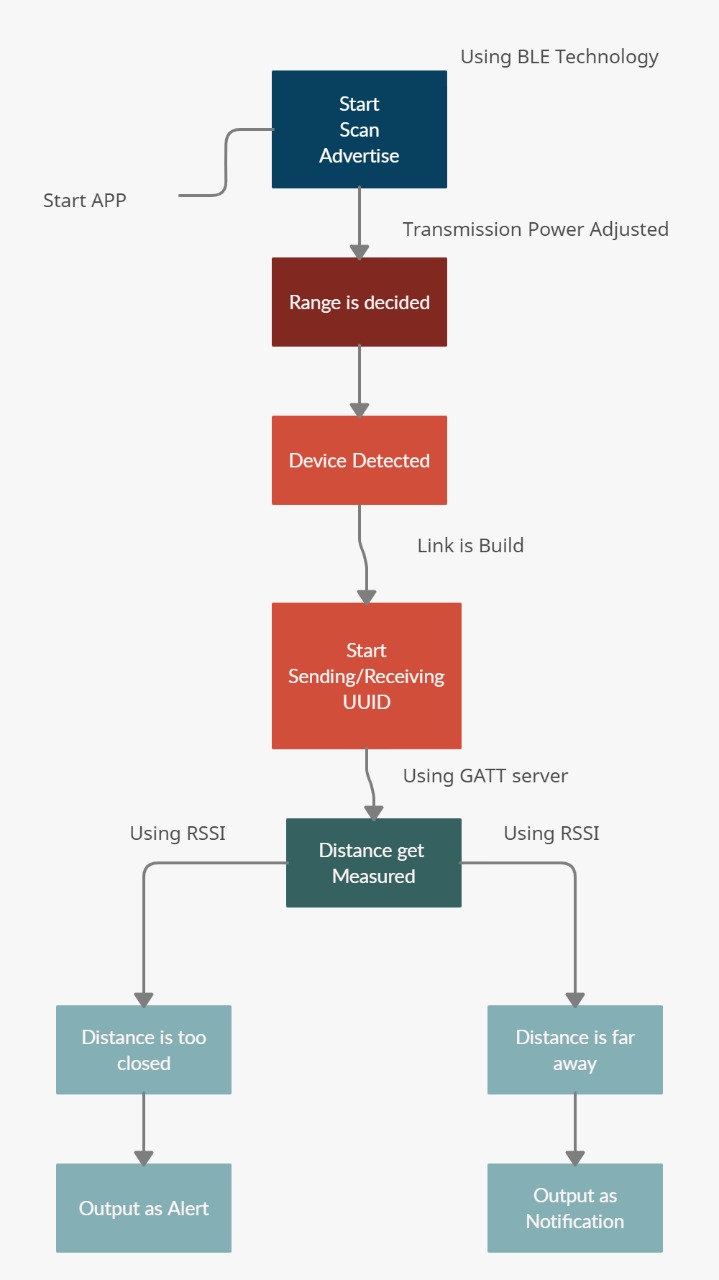 Using BLE Technology
Start
Scan
Advertise
Start APP
Transmission Power Adjusted
Range is decided
Device Detected
Link is Build
Start
Sending/Receiving
UUID
Using GATT server
Using RSSI
Using RSSI
Distance get
Measured
Distance is too
closed
Distance is far
away
Output as Alert
Output as
Notification